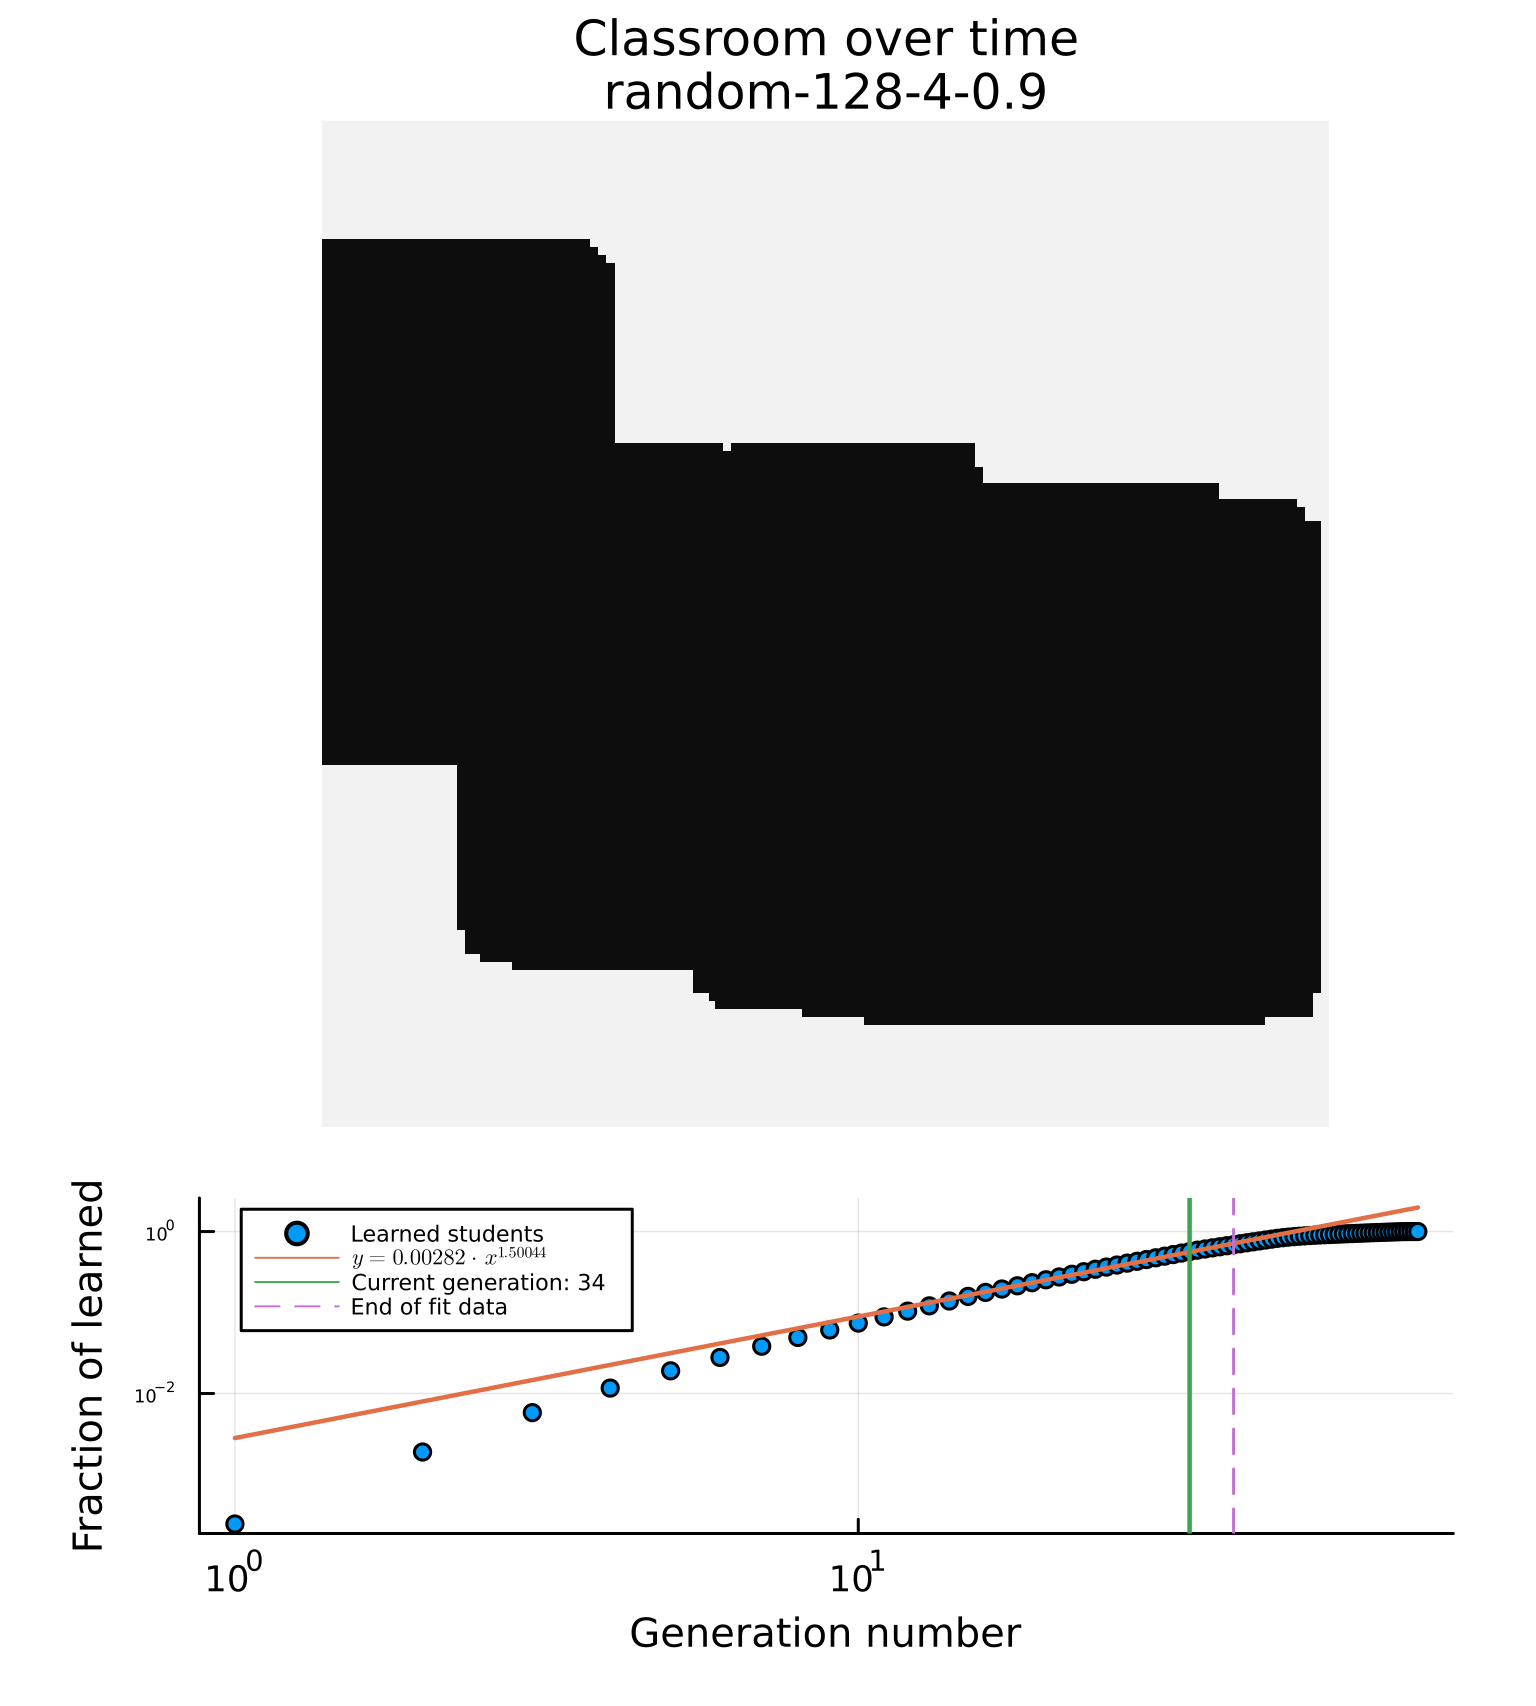 Classroom over time
random-128-4-0.9
Fraction of learned
10^0
10^-2
Learned students
y = 0.00282 · x^1.50044
Current generation: 34
End of fit data
10^0
10^1
Generation number